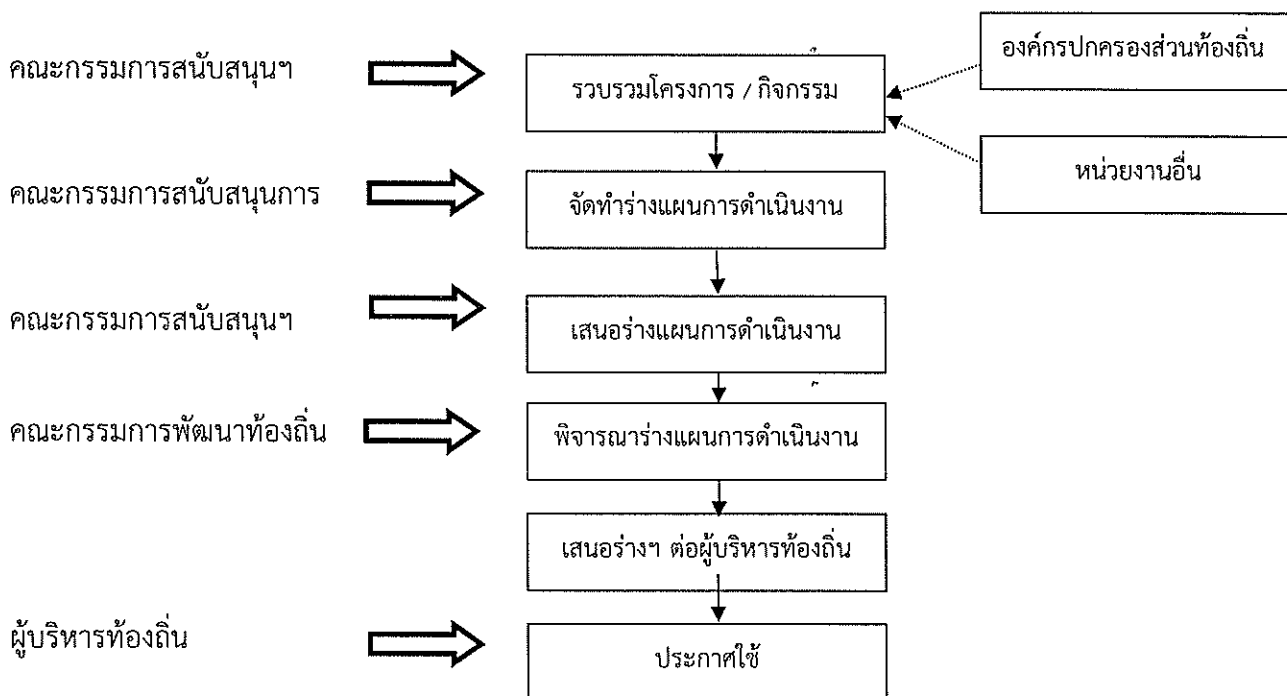 คณะกรรมการสนับสนุนฯ
รวบรวมโครงการ / กิจกรรม
องค์กรปกครองส่วนท้องถิ่น
หน่วยงานอื่น
คณะกรรมการสนับสนุนการ
จัดทำร่างแผนการดำเนินงาน
คณะกรรมการสนับสนุนฯ
เสนอร่างแผนการดำเนินงาน
คณะกรรมการพัฒนาท้องถิ่น
พิจารณาร่างแผนการดำเนินงาน
เสนอร่างฯ ต่อผู้บริหารท้องถิ่น
ผู้บริหารท้องถิ่น
ประกาศใช้